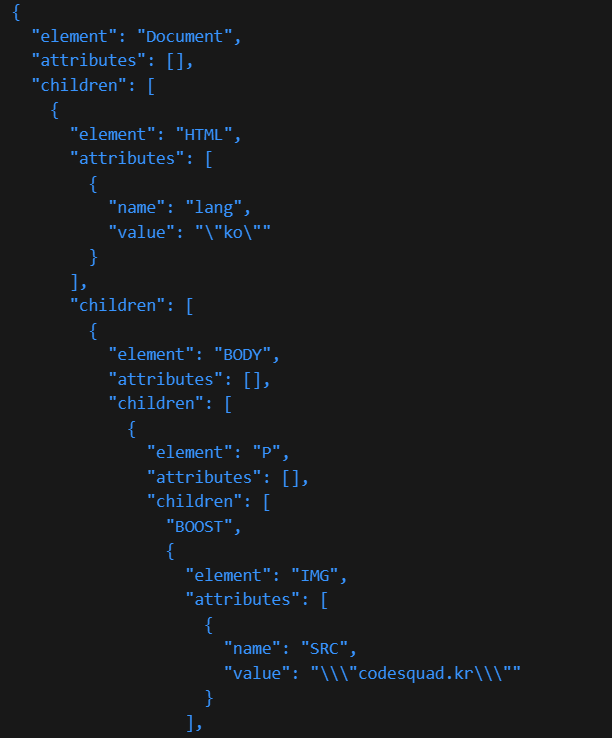 {
"element": "Document",
"attributes": [],
"children": [
{
"element": "HTML",
"attributes": [
{
"name": "lang",
"value": "\"ko\""
}
],
"children": [
{
"element": "BODY",
"attributes": [],
"children": [
{
"element": "P",
"attributes": [],
"children": [
"BOOST",
{
"element": "IMG",
"attributes": [
{
"name": "SRC",
"value": "\\\"codesquad.kr\\\""
}
],